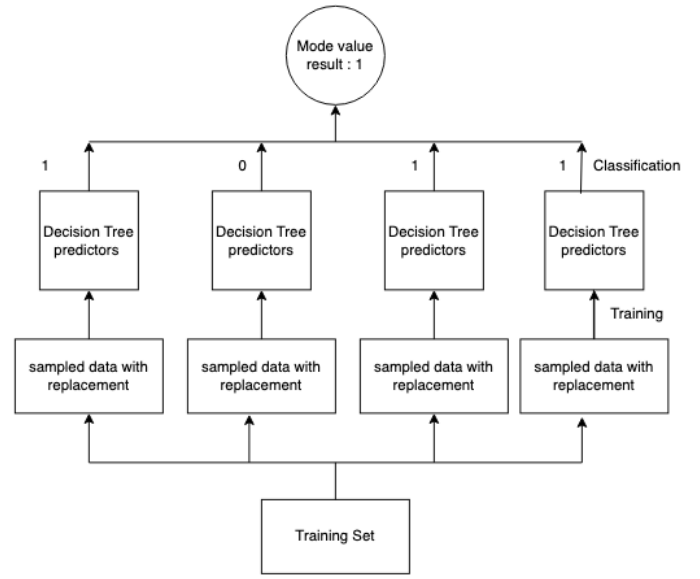 Mode value
result : 1
1
0
1
1
Classification
Decision Tree
predictors
Decision Tree
predictors
Decision Tree
predictors
Decision Tree
predictors
Training
sampled data with
replacement
sampled data with
replacement
sampled data with
replacement
sampled data with
replacement
Training Set